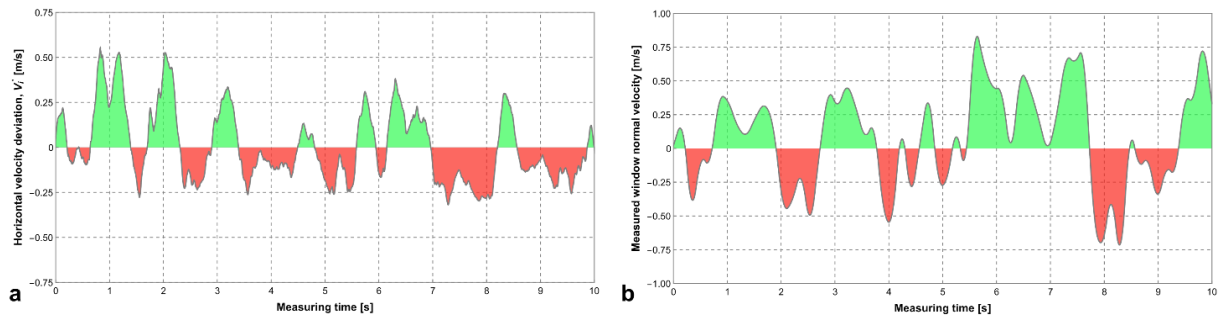 0.75
0.50
0.25
0
−0.25
−0.50
−0.75
Horizontal velocity deviation, V_i' [m/s]
0 1 2 3 4 5 6 7 8 9 10
Measuring time [s]
a
1.00
0.75
0.50
0.25
0
−0.25
−0.50
−0.75
−1.00
Measured window normal velocity [m/s]
0 1 2 3 4 5 6 7 8 9 10
Measuring time [s]
b